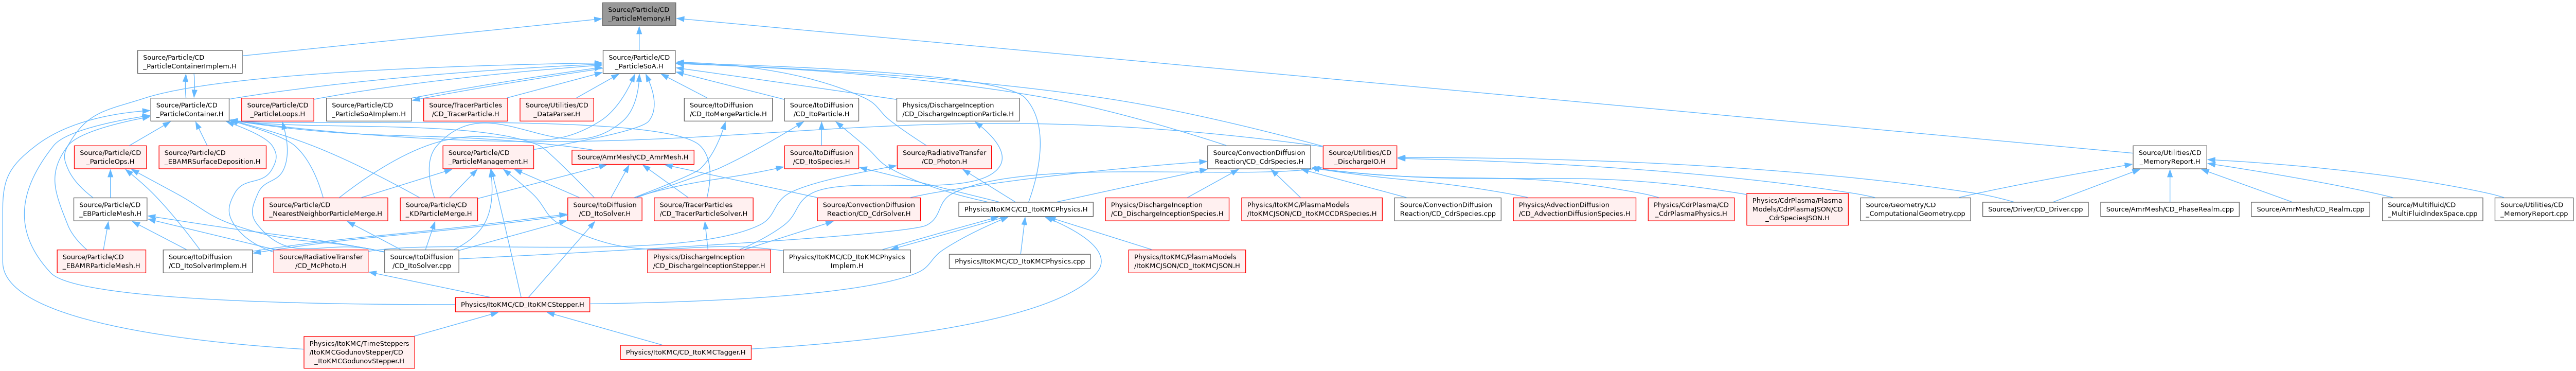 Source/Particle/CD
_ParticleMemory.H
Source/Particle/CD
_ParticleContainerImplem.H
Source/Particle/CD
_ParticleSoA.H
Source/Particle/CD
_ParticleContainer.H
Source/Particle/CD
_ParticleLoops.H
Source/Particle/CD
_ParticleSoAImplem.H
Source/TracerParticles
/CD_TracerParticle.H
Source/Utilities/CD
_DataParser.H
Source/ItoDiffusion
/CD_ItoMergeParticle.H
Source/ItoDiffusion
/CD_ItoParticle.H
Physics/DischargeInception
/CD_DischargeInceptionParticle.H
Source/Particle/CD
_ParticleOps.H
Source/Particle/CD
_EBAMRSurfaceDeposition.H
Source/Particle/CD
_ParticleManagement.H
Source/AmrMesh/CD_AmrMesh.H
Source/ItoDiffusion
/CD_ItoSpecies.H
Source/RadiativeTransfer
/CD_Photon.H
Source/ConvectionDiffusion
Reaction/CD_CdrSpecies.H
Source/Utilities/CD
_DischargeIO.H
Source/Utilities/CD
_MemoryReport.H
Source/Particle/CD
_EBParticleMesh.H
Source/Particle/CD
_NearestNeighborParticleMerge.H
Source/Particle/CD
_KDParticleMerge.H
Source/ItoDiffusion
/CD_ItoSolver.H
Source/TracerParticles
/CD_TracerParticleSolver.H
Source/ConvectionDiffusion
Reaction/CD_CdrSolver.H
Physics/ItoKMC/CD_ItoKMCPhysics.H
Physics/DischargeInception
/CD_DischargeInceptionSpecies.H
Physics/ItoKMC/PlasmaModels
/ItoKMCJSON/CD_ItoKMCCDRSpecies.H
Source/ConvectionDiffusion
Reaction/CD_CdrSpecies.cpp
Physics/AdvectionDiffusion
/CD_AdvectionDiffusionSpecies.H
Physics/CdrPlasma/CD
_CdrPlasmaPhysics.H
Physics/CdrPlasma/Plasma
Models/CdrPlasmaJSON/CD
_CdrSpeciesJSON.H
Source/Geometry/CD
_ComputationalGeometry.cpp
Source/Driver/CD_Driver.cpp
Source/AmrMesh/CD_PhaseRealm.cpp
Source/AmrMesh/CD_Realm.cpp
Source/Multifluid/CD
_MultiFluidIndexSpace.cpp
Source/Utilities/CD
_MemoryReport.cpp
Source/Particle/CD
_EBAMRParticleMesh.H
Source/ItoDiffusion
/CD_ItoSolverImplem.H
Source/RadiativeTransfer
/CD_McPhoto.H
Source/ItoDiffusion
/CD_ItoSolver.cpp
Physics/DischargeInception
/CD_DischargeInceptionStepper.H
Physics/ItoKMC/CD_ItoKMCPhysics
Implem.H
Physics/ItoKMC/CD_ItoKMCPhysics.cpp
Physics/ItoKMC/PlasmaModels
/ItoKMCJSON/CD_ItoKMCJSON.H
Physics/ItoKMC/CD_ItoKMCStepper.H
Physics/ItoKMC/TimeSteppers
/ItoKMCGodunovStepper/CD
_ItoKMCGodunovStepper.H
Physics/ItoKMC/CD_ItoKMCTagger.H